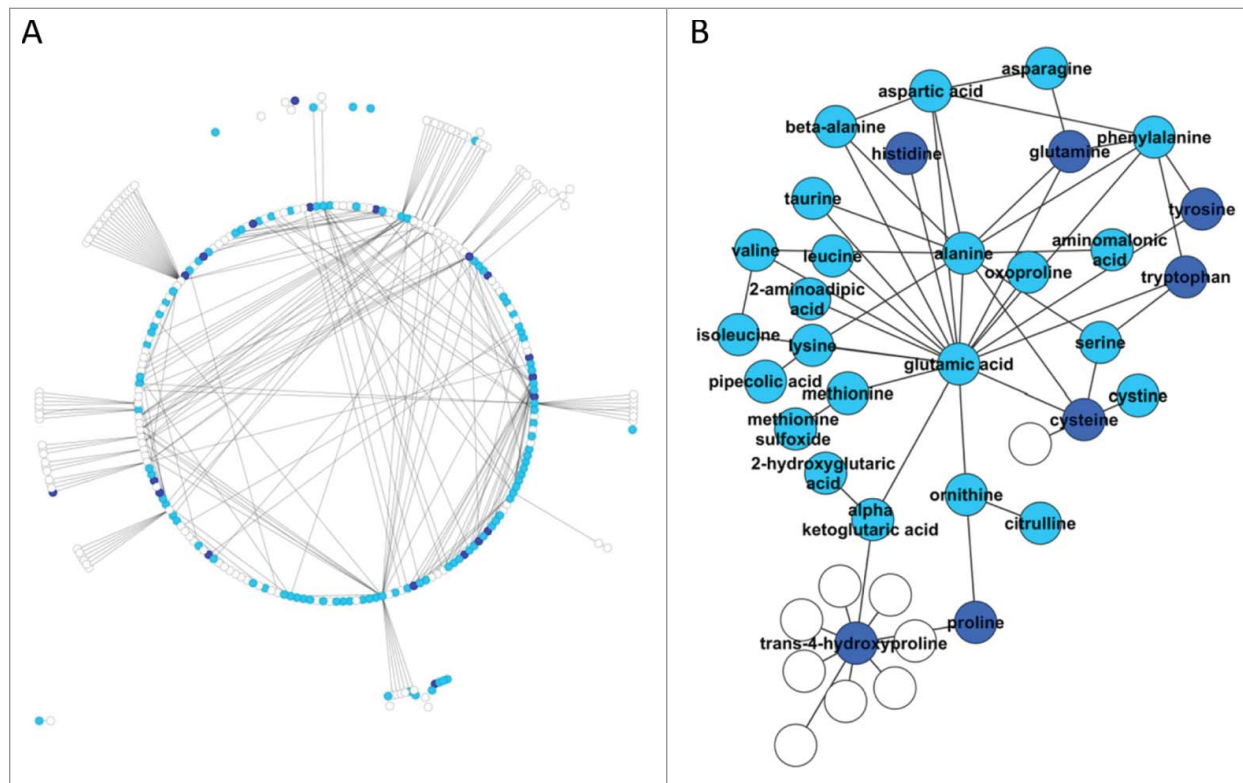 A
B
asparagine
aspartic acid
beta-alanine
phenylalanine
histidine
glutamine
taurine
tyrosine
valine
leucine
alanine
aminomalonic
acid
oxoproline
tryptophan
2-aminoadipic
acid
isoleucine
lysine
serine
glutamic acid
pipecolic acid
methionine
cystine
methionine
sulfoxide
cysteine
2-hydroxyglutaric
acid
ornithine
alpha
ketoglutaric acid
citrulline
proline
trans-4-hydroxyproline